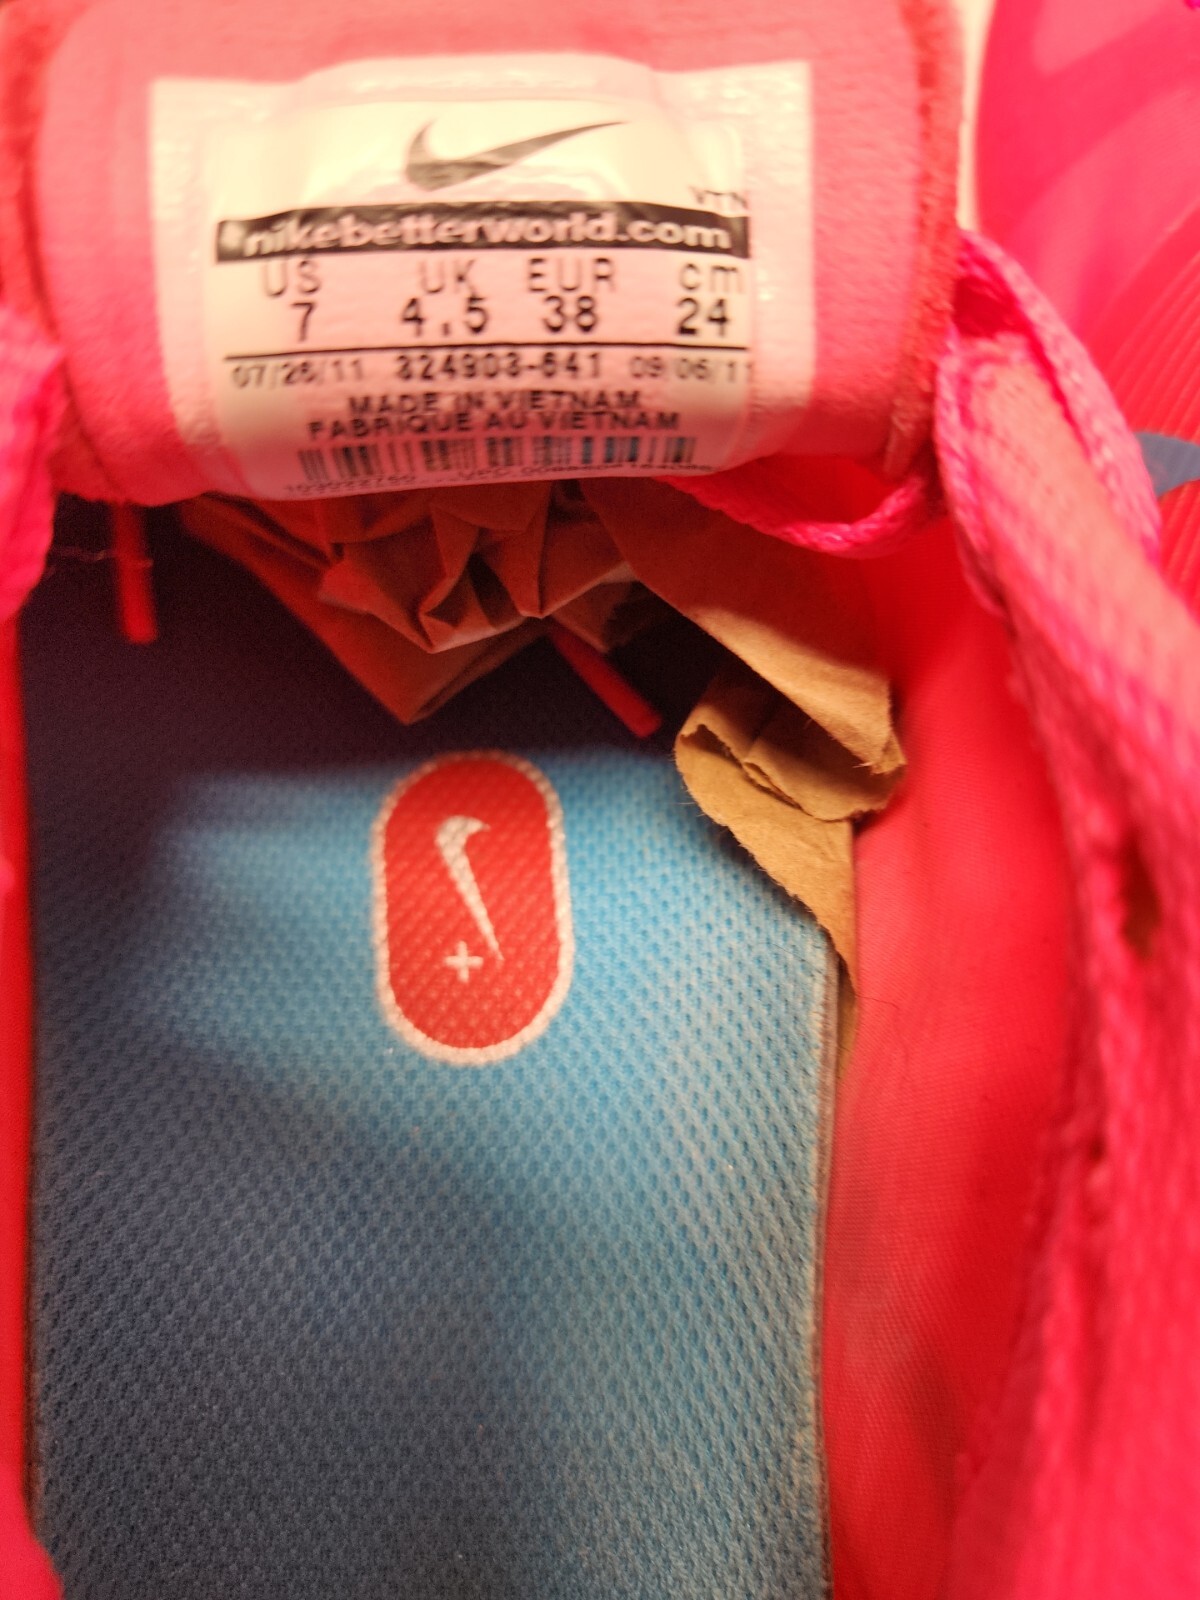 VTN
nikebetterworld.com
US UK EUR cm
7 4.5 38 24
07/26/11 324903-641 09/06/11
MADE IN VIETNAM
FABRIQUE AU VIETNAM
+